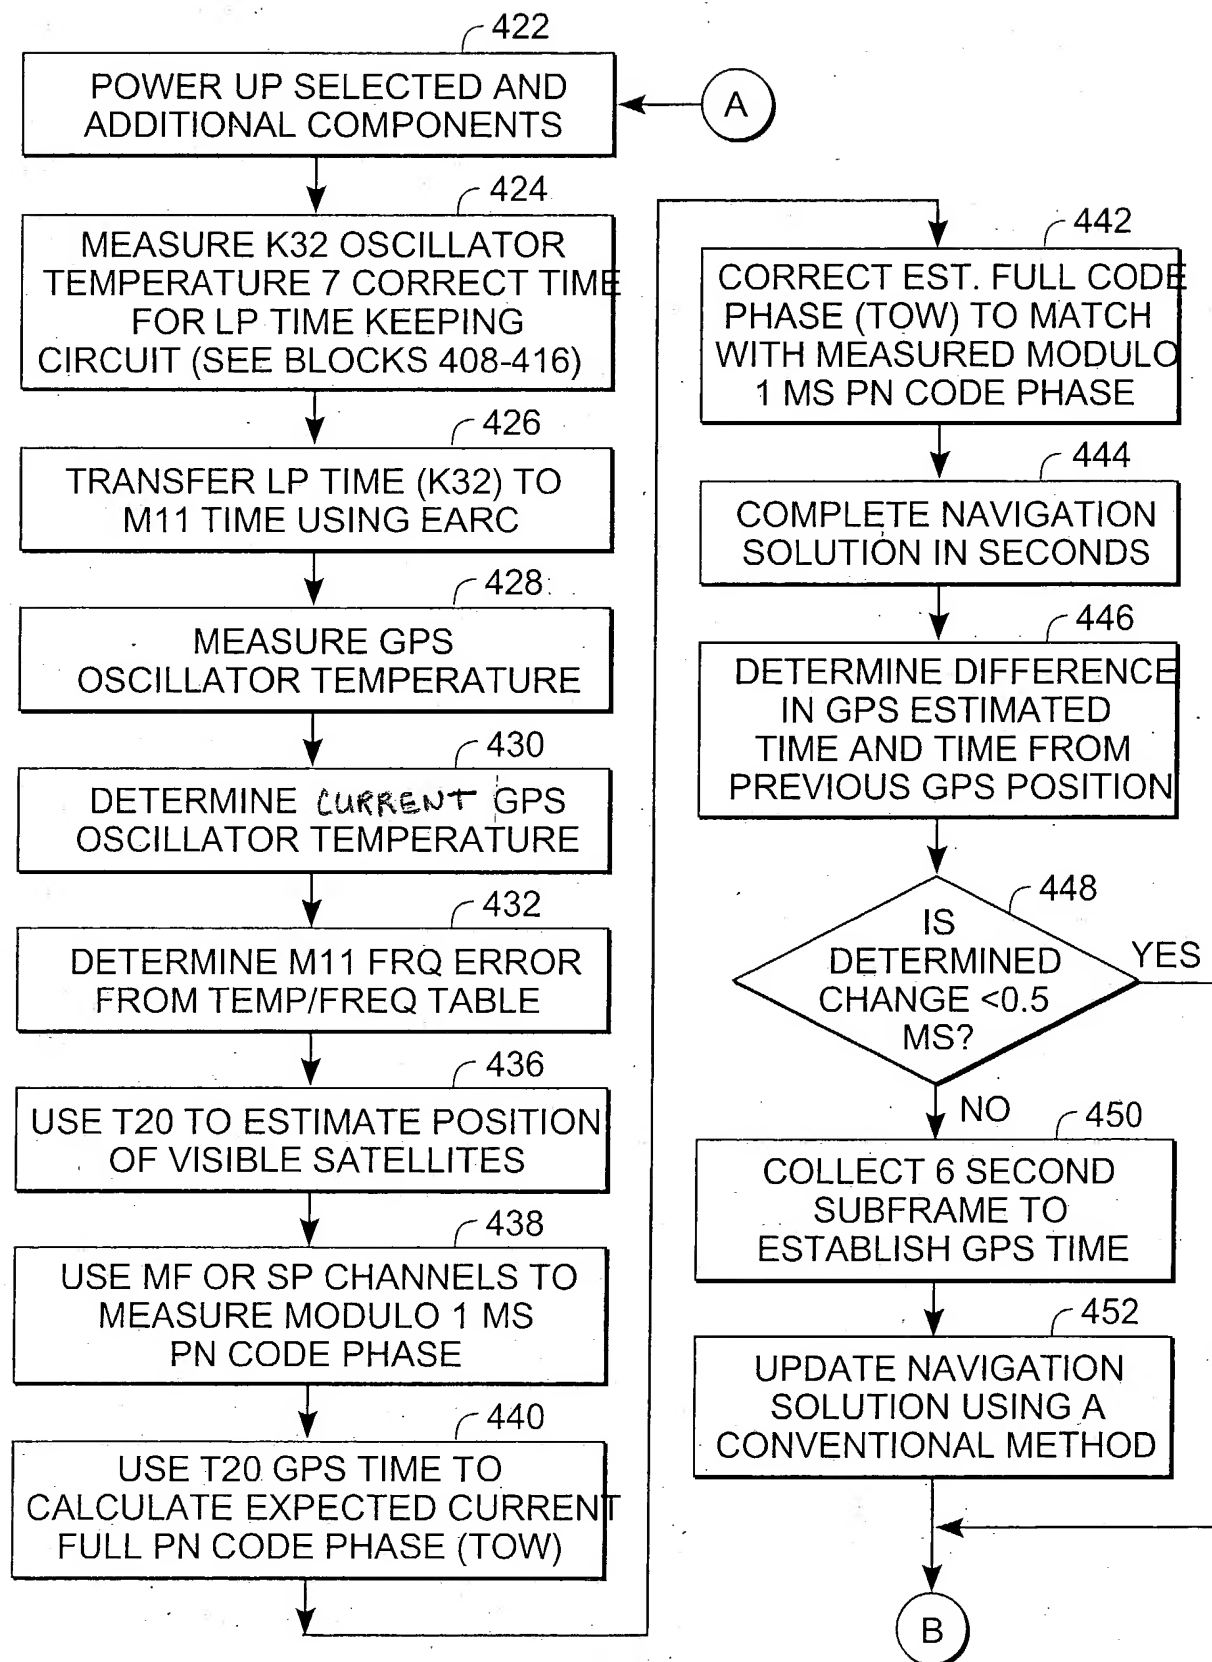 422
POWER UP SELECTED AND
ADDITIONAL COMPONENTS
A
424
MEASURE K32 OSCILLATOR
TEMPERATURE 7 CORRECT TIME
FOR LP TIME KEEPING
CIRCUIT (SEE BLOCKS 408-416)
426
TRANSFER LP TIME (K32) TO
M11 TIME USING EARC
428
MEASURE GPS
OSCILLATOR TEMPERATURE
430
DETERMINE CURRENT GPS
OSCILLATOR TEMPERATURE
432
DETERMINE M11 FRQ ERROR
FROM TEMP/FREQ TABLE
436
USE T20 TO ESTIMATE POSITION
OF VISIBLE SATELLITES
438
USE MF OR SP CHANNELS TO
MEASURE MODULO 1 MS
PN CODE PHASE
440
USE T20 GPS TIME TO
CALCULATE EXPECTED CURRENT
FULL PN CODE PHASE (TOW)
442
CORRECT EST. FULL CODE
PHASE (TOW) TO MATCH
WITH MEASURED MODULO
1 MS PN CODE PHASE
444
COMPLETE NAVIGATION
SOLUTION IN SECONDS
446
DETERMINE DIFFERENCE
IN GPS ESTIMATED
TIME AND TIME FROM
PREVIOUS GPS POSITION
448
IS
DETERMINED
CHANGE <0.5
MS?
YES
NO
450
COLLECT 6 SECOND
SUBFRAME TO
ESTABLISH GPS TIME
452
UPDATE NAVIGATION
SOLUTION USING A
CONVENTIONAL METHOD
B